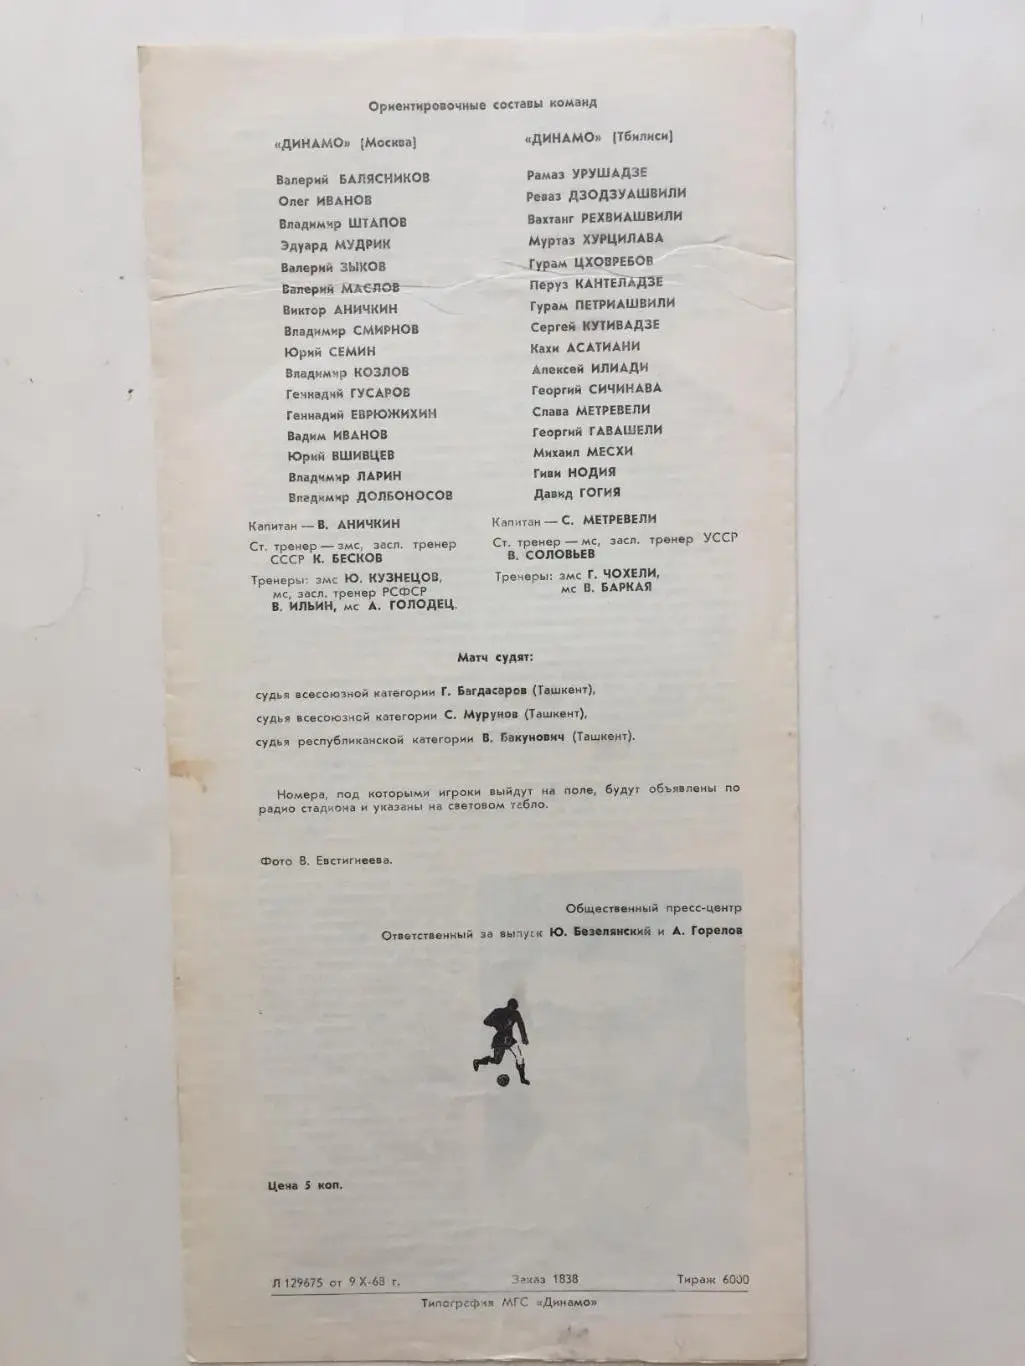 Ориентировочные составы команд
«ДИНАМО» [Москва]
Валерий БАЛЯСНИКОВ
Олег ИВАНОВ
Владимир ШТАПОВ
Эдуард МУДРИК
Валерий ЗЫКОВ
Валерий МАСЛОВ
Виктор АНИЧКИН
Владимир СМИРНОВ
Юрий СЕМИН
Владимир КОЗЛОВ
Геннадий ГУСАРОВ
Геннадий ЕВРЮЖИХИН
Вадим ИВАНОВ
Юрий ВШИВЦЕВ
Владимир ЛАРИН
Владимир ДОЛБОНОСОВ
Капитан — В. АНИЧКИН
Ст. тренер — змс, засл. тренер
СССР К. БЕСКОВ
Тренеры: змс Ю. КУЗНЕЦОВ,
мс, засл. тренер РСФСР
В. ИЛЬИН, мс А. ГОЛОДЕЦ.
«ДИНАМО» [Тбилиси]
Рамаз УРУШАДЗЕ
Реваз ДЗОДЗУАШВИЛИ
Вахтанг РЕХВИАШВИЛИ
Муртаз ХУРЦИЛАВА
Гурам ЦХОВРЕБОВ
Перуз КАНТЕЛАДЗЕ
Гурам ПЕТРИАШВИЛИ
Сергей КУТИВАДЗЕ
Кахи АСАТИАНИ
Алексей ИЛИАДИ
Георгий СИЧИНАВА
Слава МЕТРЕВЕЛИ
Георгий ГАВАШЕЛИ
Михаил МЕСХИ
Гиви НОДИЯ
Давид ГОГИЯ
Капитан — С. МЕТРЕВЕЛИ
Ст. тренер — мс, засл. тренер УССР
В. СОЛОВЬЕВ
Тренеры: змс Г. ЧОХЕЛИ,
мс В. БАРКАЯ
Матч судят:
судья всесоюзной категории Г. Багдасаров (Ташкент),
судья всесоюзной категории С. Мурунов (Ташкент),
судья республиканской категории В. Бакунович (Ташкент).
Номера, под которыми игроки выйдут на поле, будут объявлены по
радио стадиона и указаны на световом табло.
Фото В. Евстигнеева.
Общественный пресс-центр
Ответственный за выпуск Ю. Безелянский и А. Горелов
Цена 5 коп.
Л 129675 от 9 X-68 г. Заказ 1838 Тираж 6000
Типография МГС «Динамо»